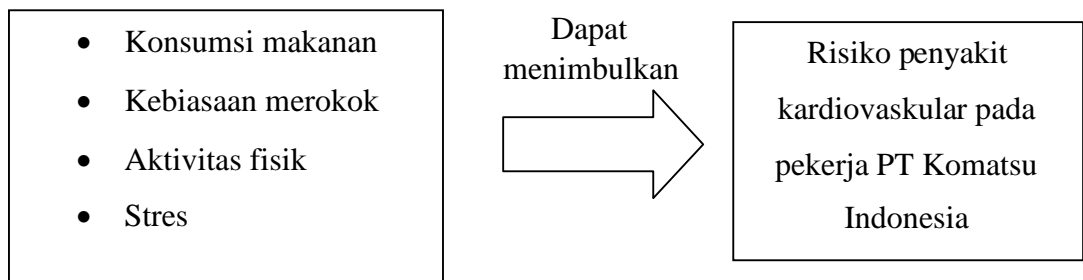 • Konsumsi makanan
• Kebiasaan merokok
• Aktivitas fisik
• Stres
Dapat
menimbulkan
Risiko penyakit
kardiovaskular pada
pekerja PT Komatsu
Indonesia